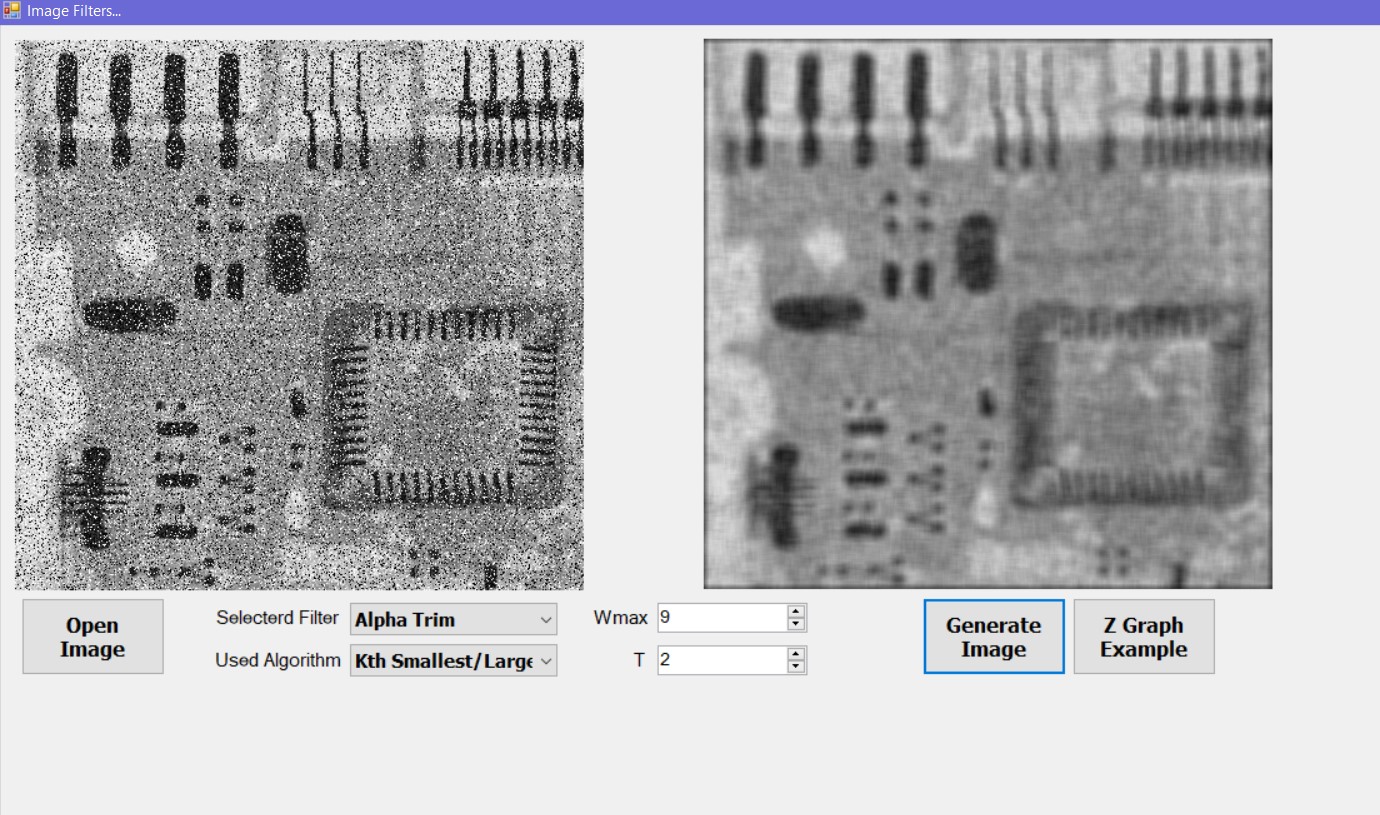 Image Filters...
Open
Image
Selecterd Filter
Alpha Trim
Used Algorithm
Kth Smallest/Large
Wmax
9
T
2
Generate
Image
Z Graph
Example